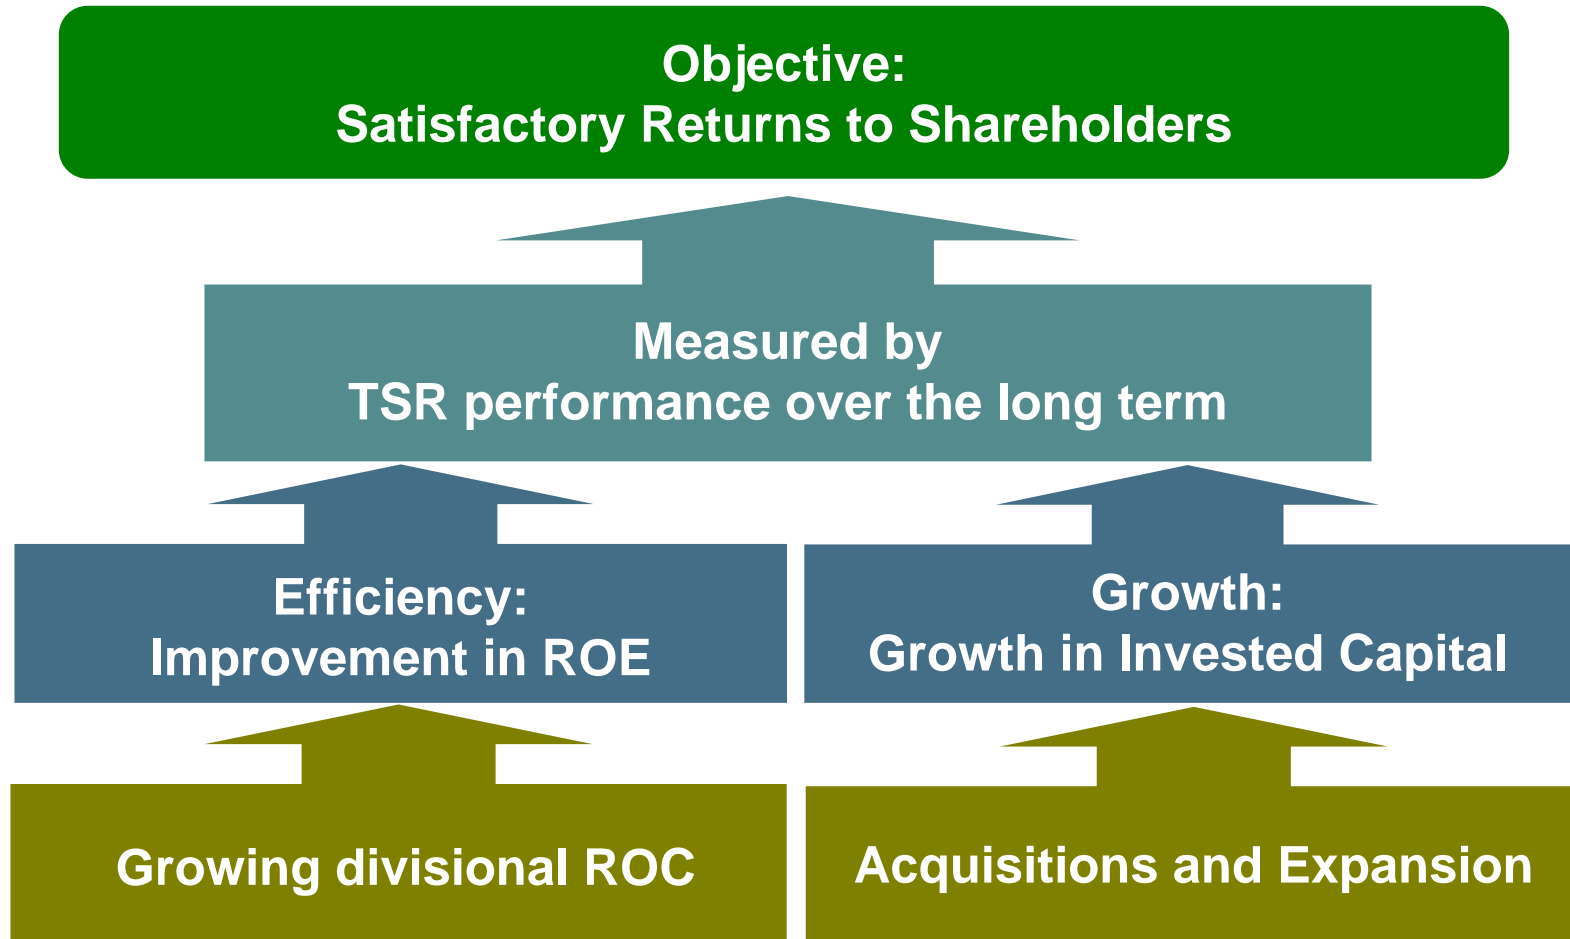 Objective:
Satisfactory Returns to Shareholders
Measured by
TSR performance over the long term
Efficiency:
Improvement in ROE
Growth:
Growth in Invested Capital
Growing divisional ROC
Acquisitions and Expansion